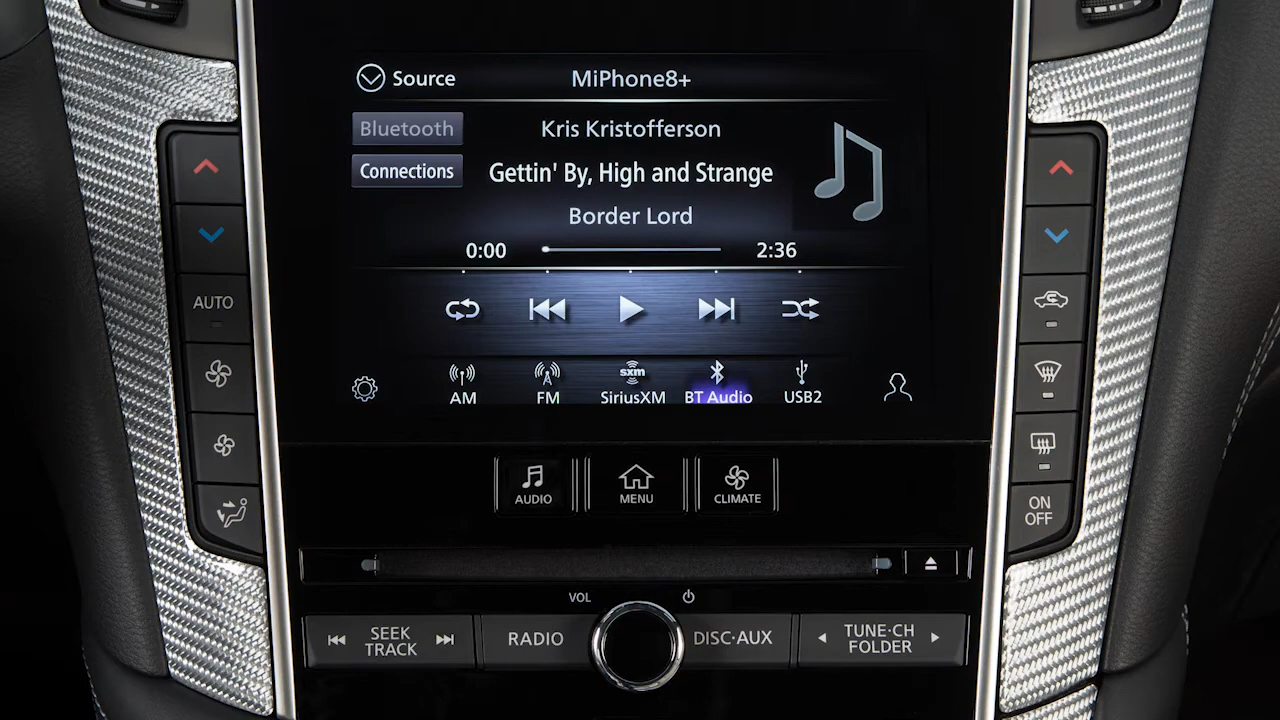 Source
MiPhone8+
Bluetooth
Kris Kristofferson
Connections
Gettin' By, High and Strange
Border Lord
0:00
2:36
AUTO
AM
FM
sxm
SiriusXM
BT Audio
USB2
AUDIO
MENU
CLIMATE
ON
OFF
VOL
SEEK
TRACK
RADIO
DISC·AUX
TUNE·CH
FOLDER